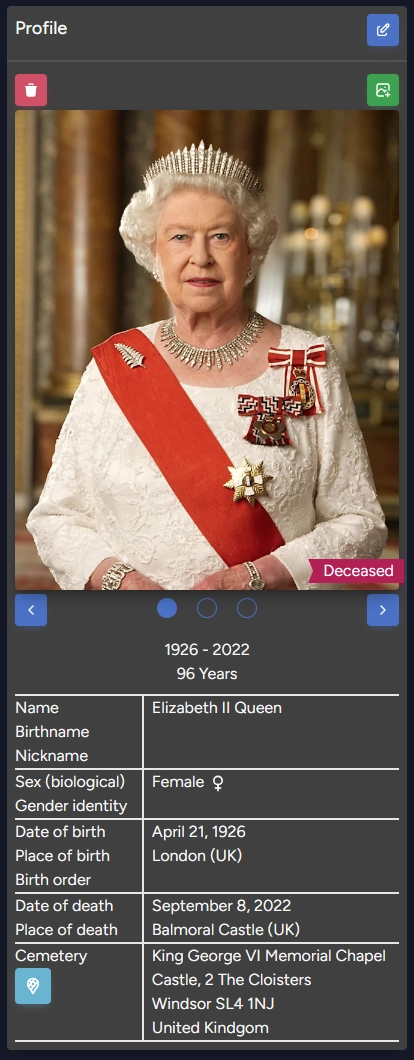 Profile
Deceased
1926 - 2022
96 Years
Name Elizabeth II Queen
Birthname
Nickname
Sex (biological) Female ♀
Gender identity
Date of birth April 21, 1926
Place of birth London (UK)
Birth order
Date of death September 8, 2022
Place of death Balmoral Castle (UK)
Cemetery King George VI Memorial Chapel
Castle, 2 The Cloisters
Windsor SL4 1NJ
United Kindgom